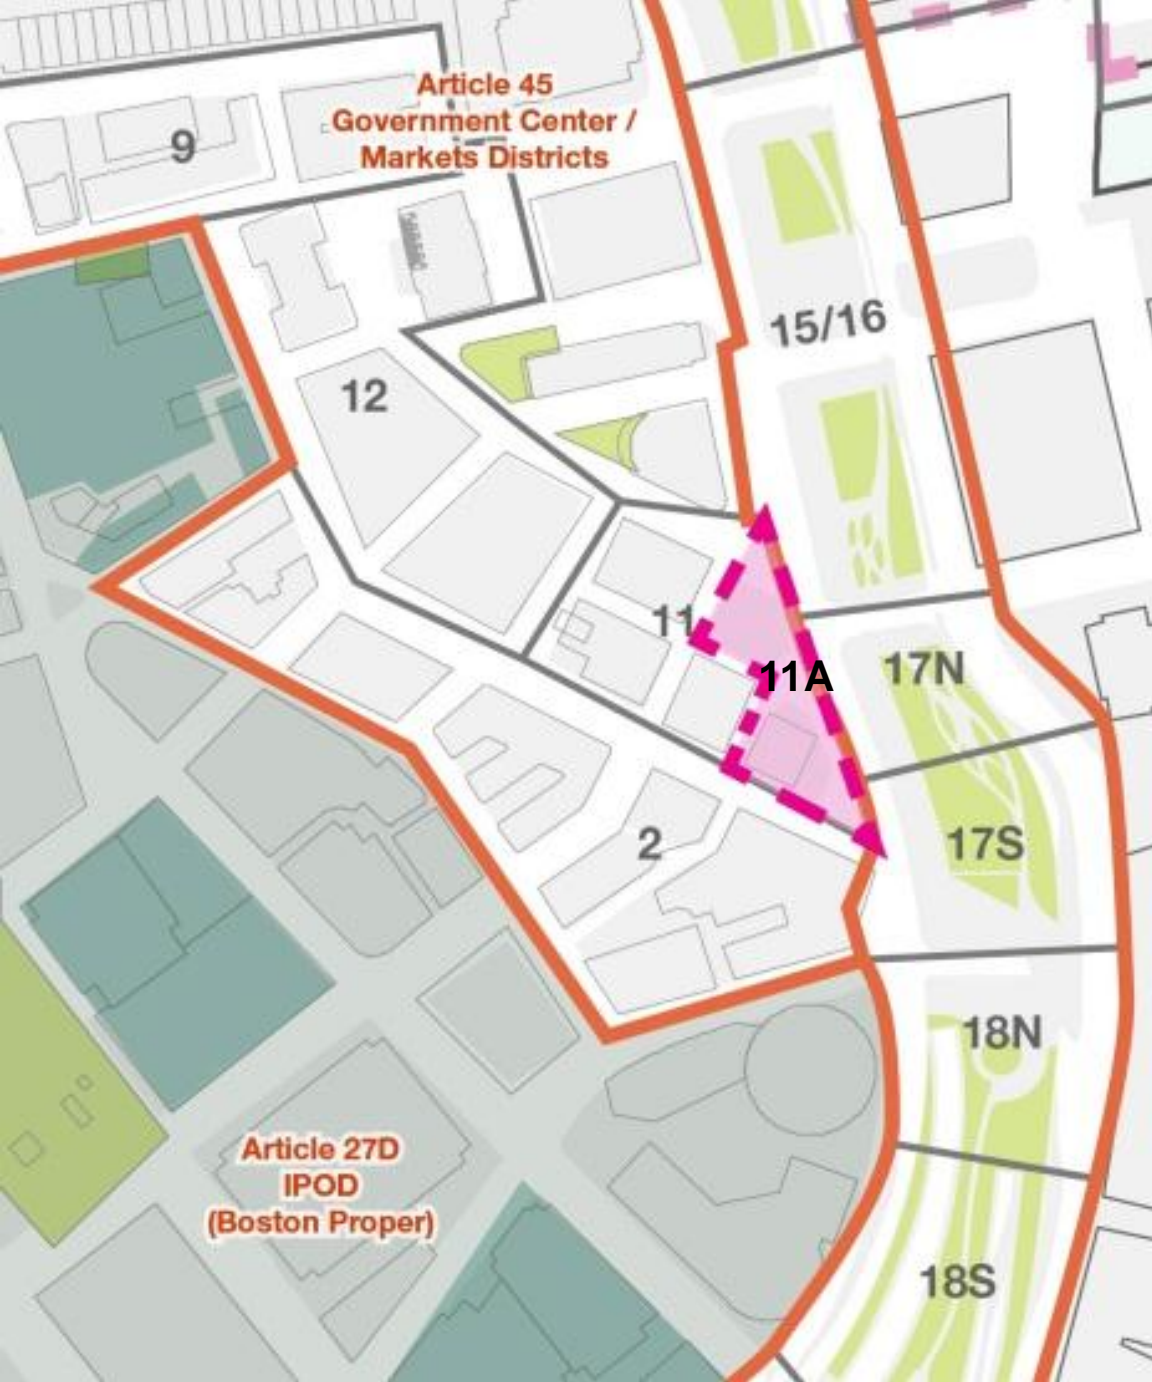 Article 45
Government Center /
Markets Districts
9
15/16
12
11
11A
17N
17S
2
18N
Article 27D
IPOD
(Boston Proper)
18S